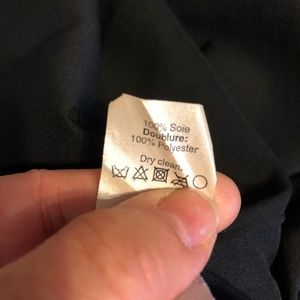 100% Soie
Doublure:
100% Polyester
Dry clean.